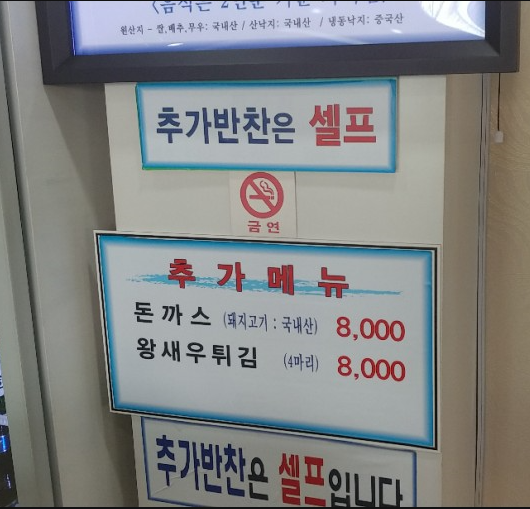 원산지 - 쌀,배추,무우: 국내산 / 산낙지: 국내산 / 냉동낙지: 중국산
추가반찬은 셀프
금연
추가메뉴
돈까스 (돼지고기 : 국내산) 8,000
왕새우튀김 (4마리) 8,000
추가반찬은 셀프입니다